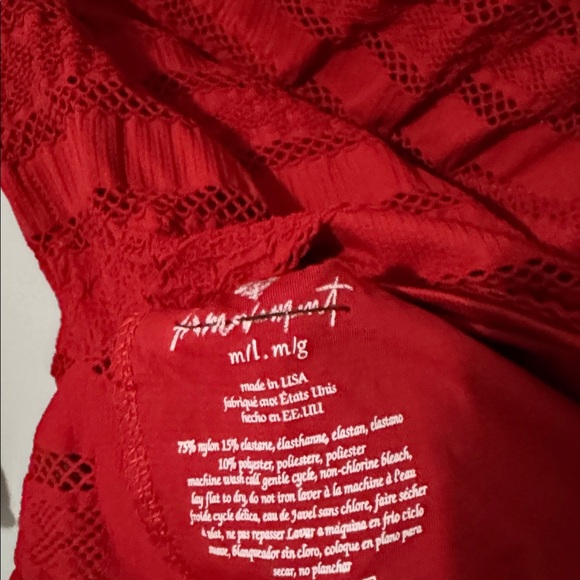 m/l. m/g
made in USA
fabriqué aux États Unis
hecho en EE.UU
75% nylon 15% elastane, élasthanne, elastan, elastano
10% polyester, poliestere, poliester
machine wash cold gentle cycle, non-chlorine bleach,
lay flat to dry, do not iron laver à la machine à l'eau
froide cycle délica, eau de Javel sans chlore, faire sécher
à plat, ne pas repasser Lavar a máquina en frio ciclo
suave, blanqueador sin cloro, coloque en plano para
secar, no planchar